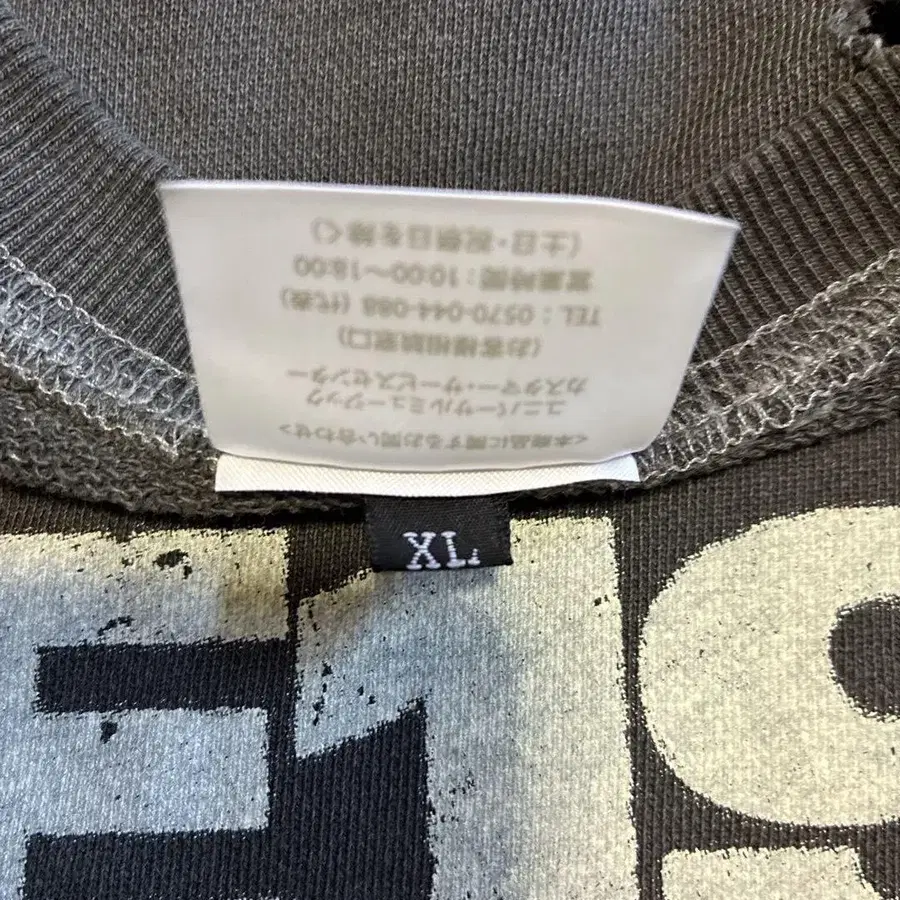 <本商品に関するお問い合わせ>
ユニバーサルミュージック
カスタマー・サービスセンター
(お客様相談窓口)
TEL : 0570-044-088 (代表)
営業時間 : 10:00〜18:00
(土日・祝祭日を除く)
XL